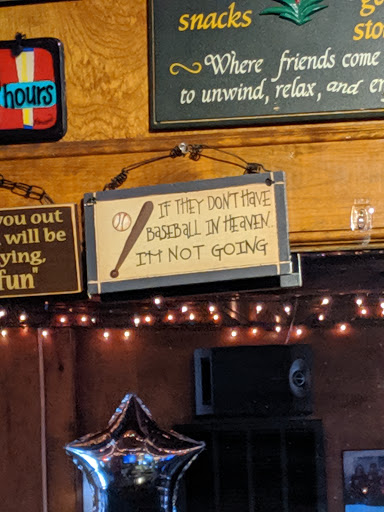 snacks
Where friends come
to unwind, relax, and
hours
you out
will be
ying,
fun"
IF THEY DON'T HAVE
BASEBALL IN HEAVEN
I'M NOT GOING